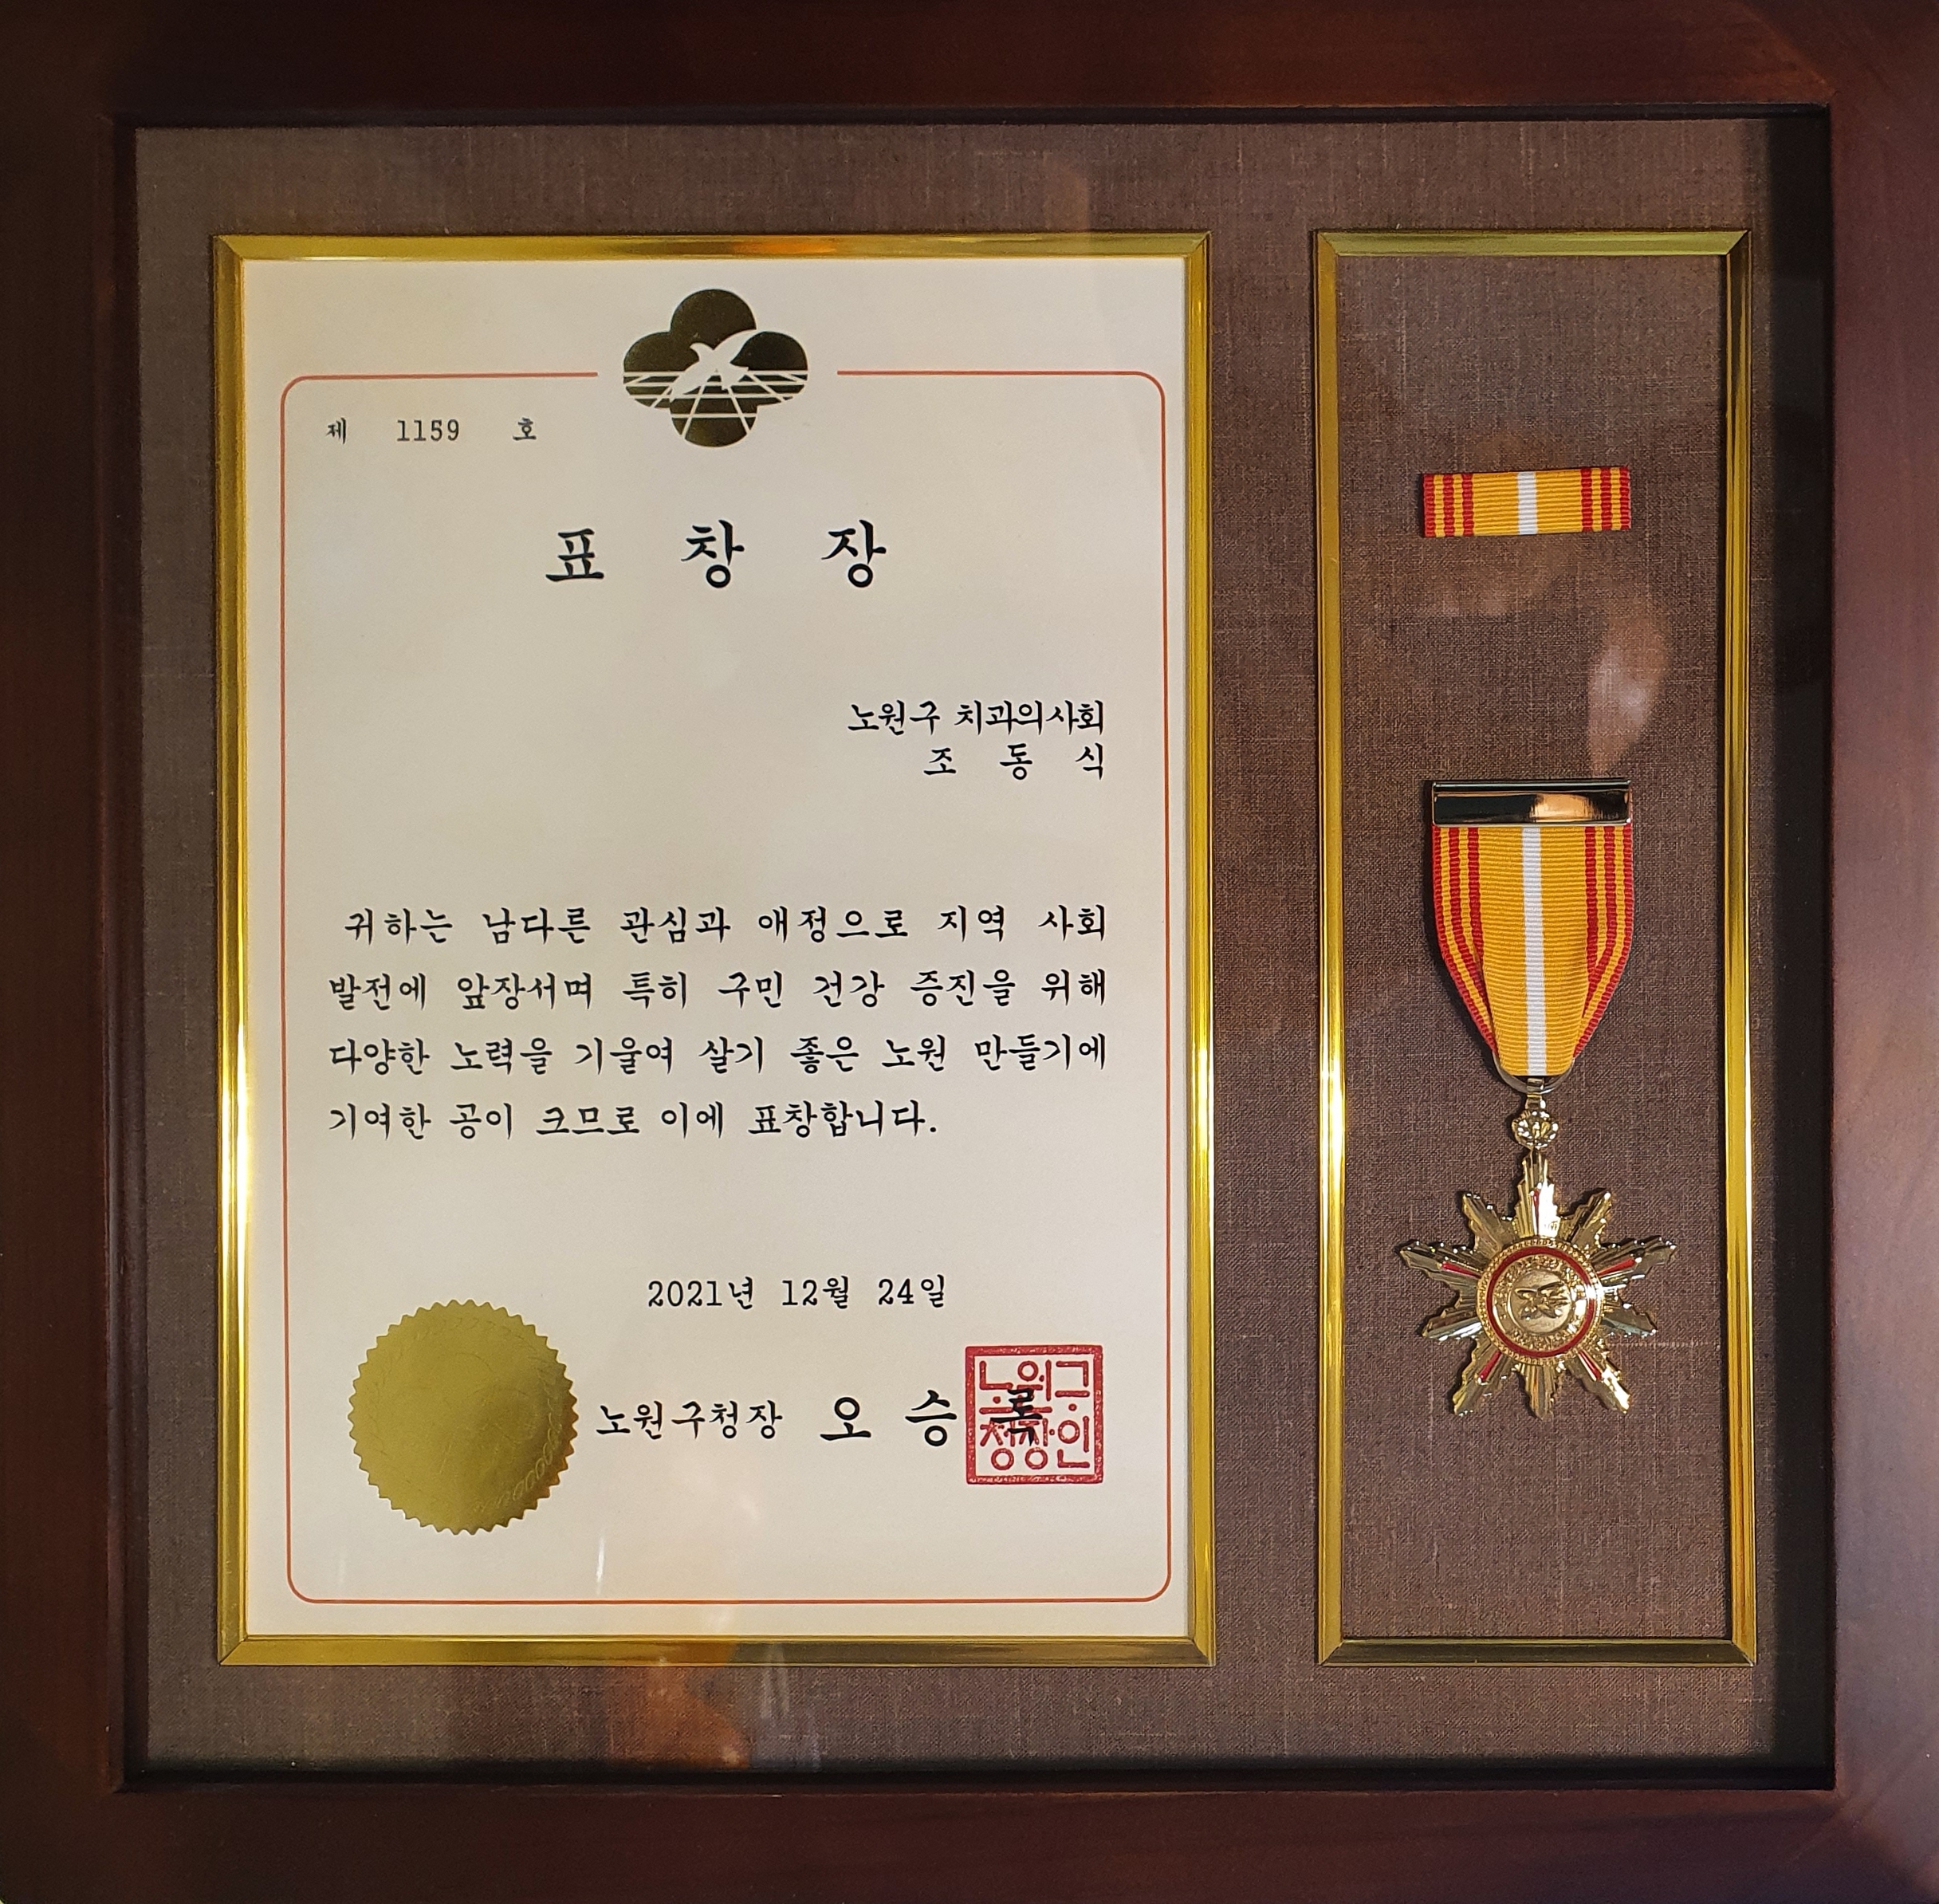 제 1159 호
표 창 장
노원구 치과의사회
조 동 식
귀하는 남다른 관심과 애정으로 지역 사회
발전에 앞장서며 특히 구민 건강 증진을 위해
다양한 노력을 기울여 살기 좋은 노원 만들기에
기여한 공이 크므로 이에 표창합니다.
2021년 12월 24일
노원구청장 오 승 록
노원구
청장인